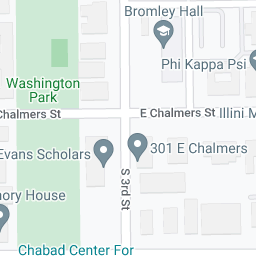 Bromley Hall
Phi Kappa Psi
Washington
Park
Chalmers St
E Chalmers St
Illini M
Evans Scholars
301 E Chalmers
S 3rd St
ory House
Chabad Center For